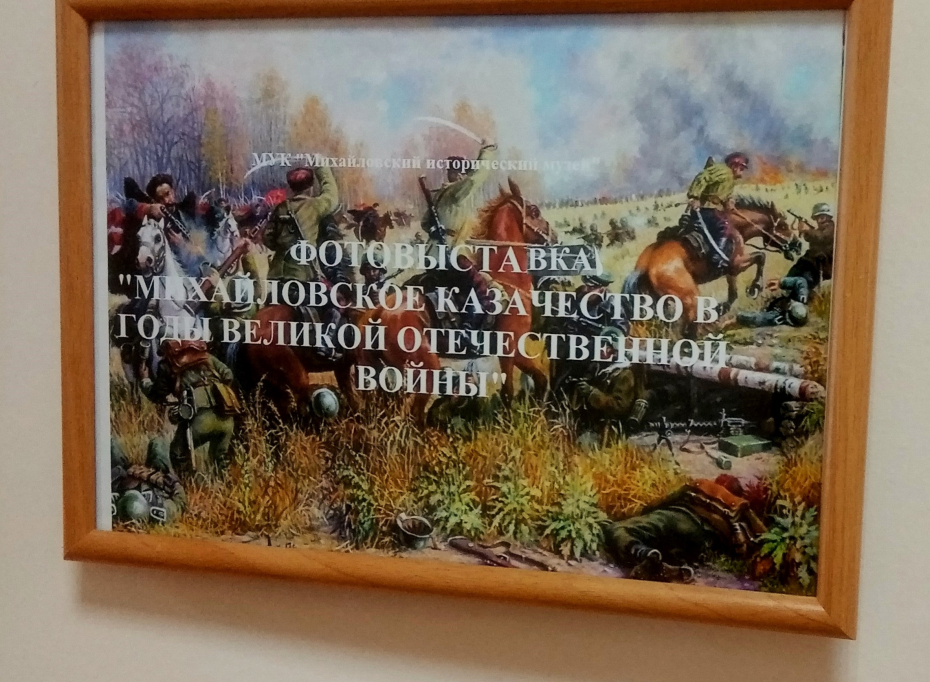 МУК "Михайловский исторический музей"
ФОТОВЫСТАВКА
"МИХАЙЛОВСКОЕ КАЗАЧЕСТВО В
ГОДЫ ВЕЛИКОЙ ОТЕЧЕСТВЕННОЙ
ВОЙНЫ"